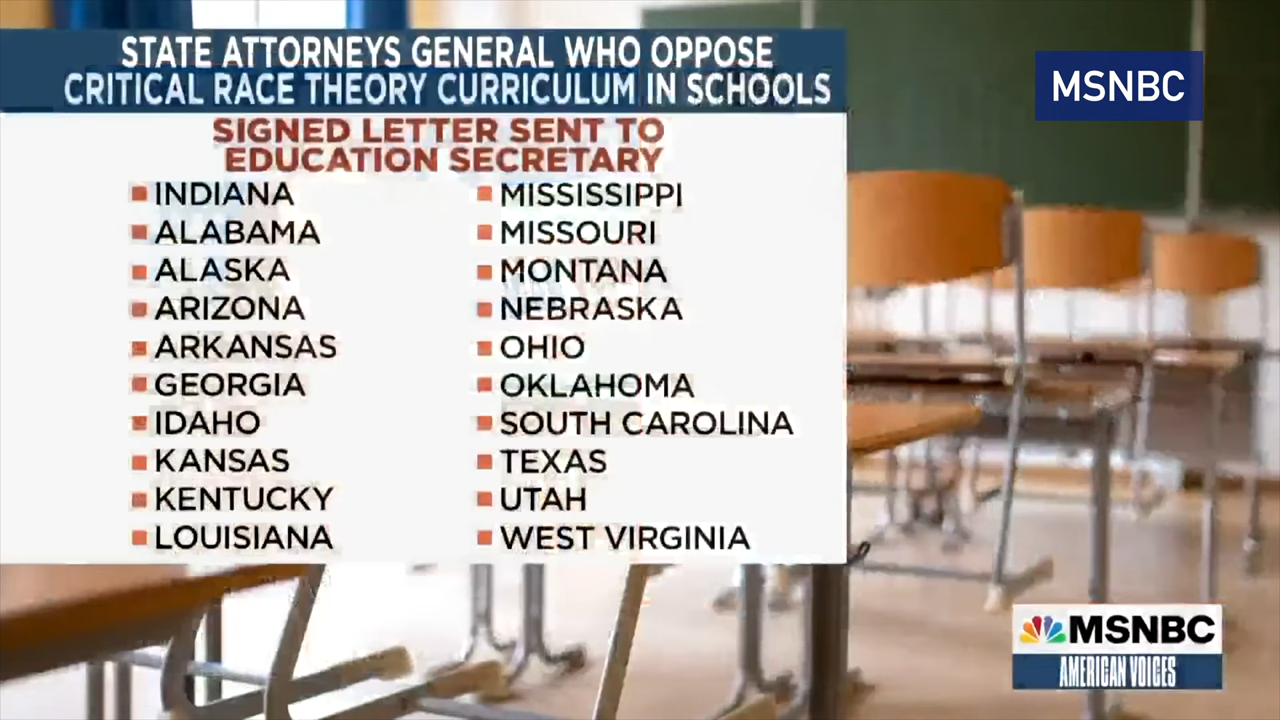 STATE ATTORNEYS GENERAL WHO OPPOSE
CRITICAL RACE THEORY CURRICULUM IN SCHOOLS
SIGNED LETTER SENT TO
EDUCATION SECRETARY
INDIANA
ALABAMA
ALASKA
ARIZONA
ARKANSAS
GEORGIA
IDAHO
KANSAS
KENTUCKY
LOUISIANA
MISSISSIPPI
MISSOURI
MONTANA
NEBRASKA
OHIO
OKLAHOMA
SOUTH CAROLINA
TEXAS
UTAH
WEST VIRGINIA
MSNBC
MSNBC
AMERICAN VOICES